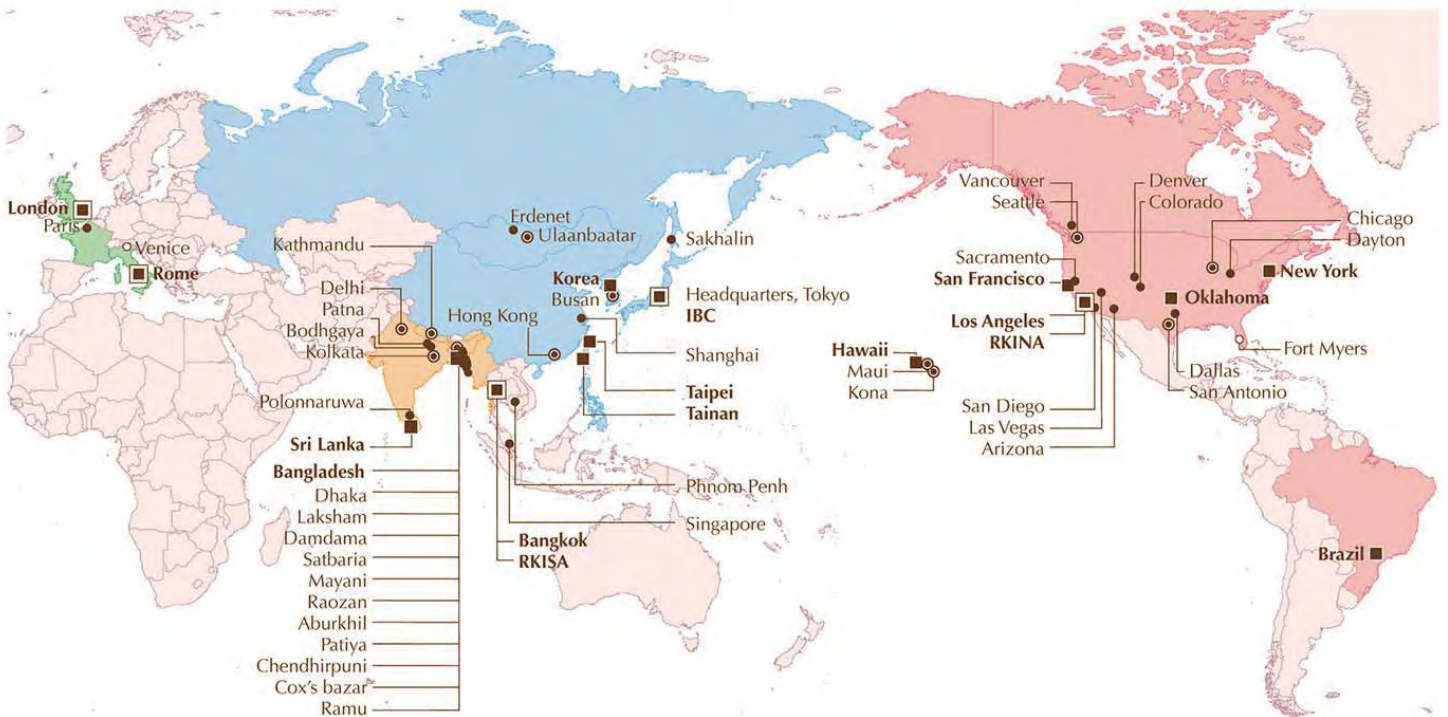 London
Paris
Venice
Rome
Kathmandu
Delhi
Patna
Bodhgaya
Kolkata
Polonnaruwa
Sri Lanka
Bangladesh
Dhaka
Laksham
Damdama
Satbaria
Mayani
Raozan
Aburkhil
Patiya
Chendhirpuni
Cox's bazar
Ramu
Erdenet
Ulaanbaatar
Sakhalin
Korea
Busan
Headquarters, Tokyo
IBC
Hong Kong
Shanghai
Taipei
Tainan
Phnom Penh
Singapore
Bangkok
RKISA
Vancouver
Seattle
Denver
Colorado
Chicago
Dayton
Sacramento
San Francisco
New York
Oklahoma
Los Angeles
RKINA
Hawaii
Maui
Kona
Fort Myers
Dallas
San Antonio
San Diego
Las Vegas
Arizona
Brazil